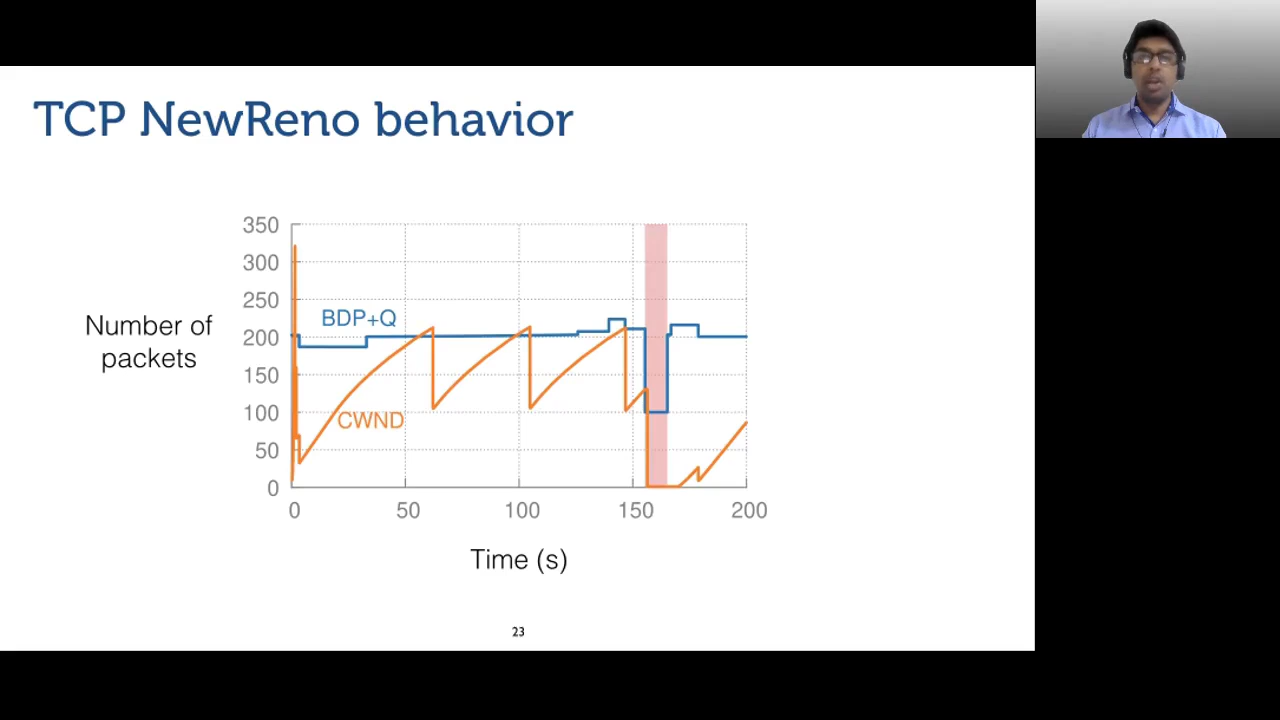 TCP NewReno behavior
350
300
250
200
150
100
50
0
BDP+Q
CWND
Number of
packets
0 50 100 150 200
Time (s)
23